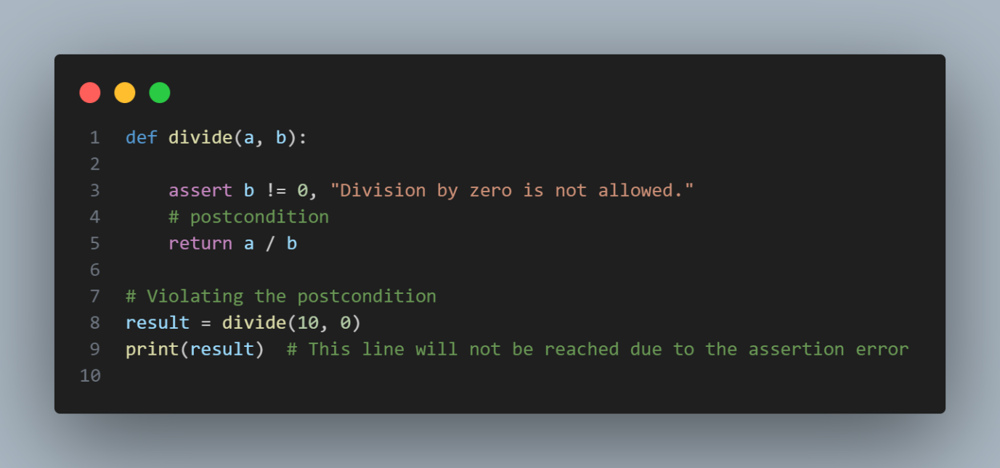 1 def divide(a, b):
2
3     assert b != 0, "Division by zero is not allowed."
4     # postcondition
5     return a / b
6
7 # Violating the postcondition
8 result = divide(10, 0)
9 print(result)  # This line will not be reached due to the assertion error
10